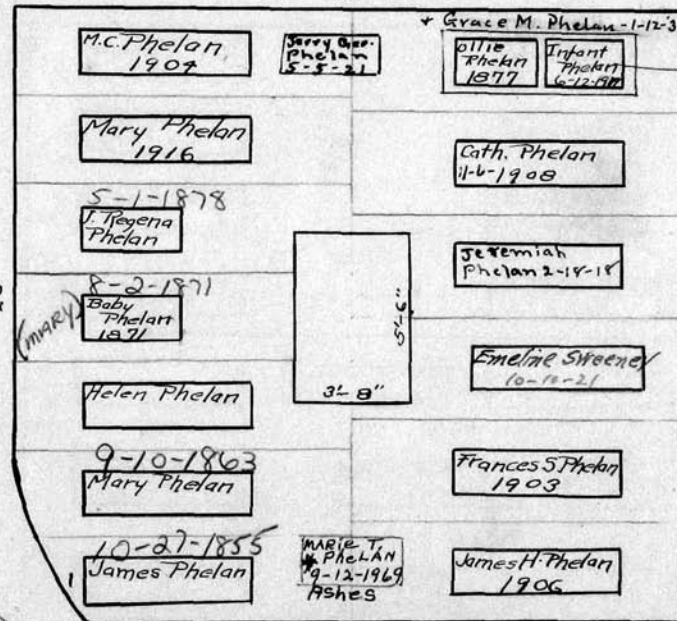 * Grace M. Phelan - 1-12-3
M.C. Phelan
1904
Jerry Geo.
Phelan
5-5-21
Ollie
Phelan
1877
Infant
Phelan
Mary Phelan
1916
Cath. Phelan
11-6-1908
5-1-1878
J. Regena
Phelan
Jeremiah
Phelan 2-18-18
8-2-1871
(MARY)
Baby
Phelan
1871
5'-6"
3'-8"
Emeline Sweeney
10-10-21
Helen Phelan
9-10-1863
Mary Phelan
Frances S. Phelan
1903
10-27-1855
James Phelan
1
MARIE T.
* PheLAN
9-12-1969
Ashes
James H. Phelan
1906